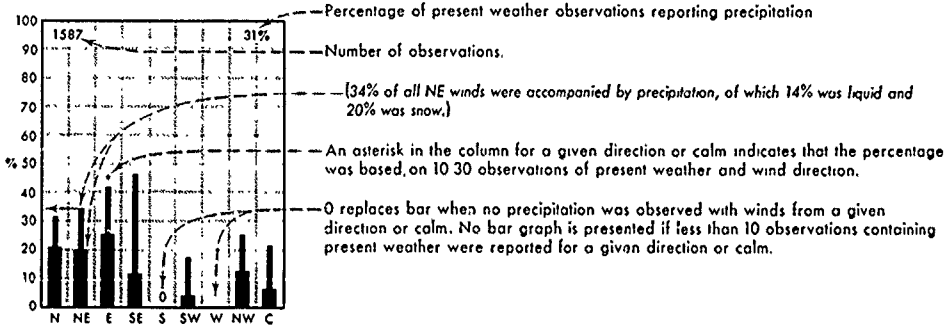 Percentage of present weather observations reporting precipitation
100
1587
31%
Number of observations.
90
80
(34% of all NE winds were accompanied by precipitation, of which 14% was liquid and
20% was snow.)
70
60
An asterisk in the column for a given direction or calm indicates that the percentage
was based, on 10 30 observations of present weather and wind direction.
% 50
40
*
0 replaces bar when no precipitation was observed with winds from a given
direction or calm. No bar graph is presented if less than 10 observations containing
present weather were reported for a given direction or calm.
30
20
10
0
0
N NE E SE S SW W NW C